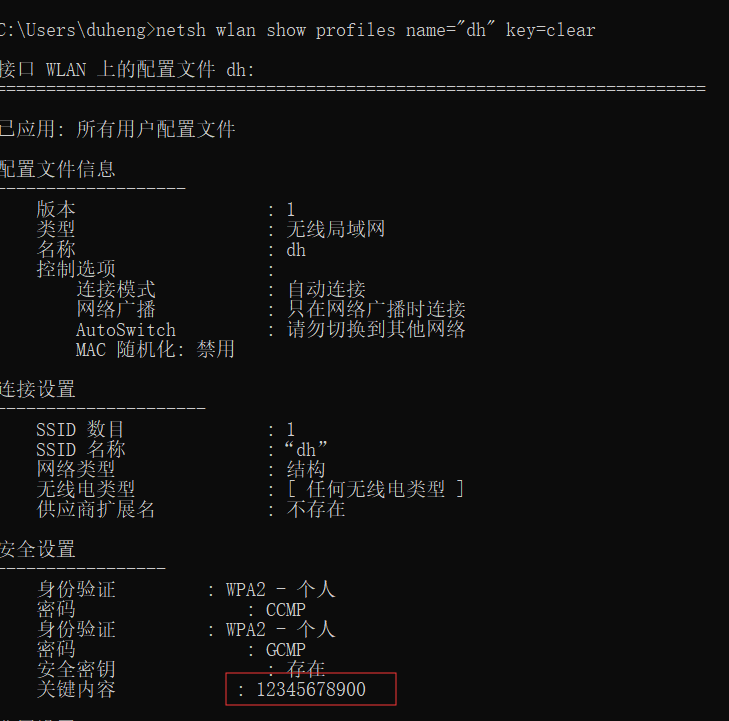 C:\Users\duheng>netsh wlan show profiles name="dh" key=clear
接口 WLAN 上的配置文件 dh:
=======================================================================
已应用: 所有用户配置文件
配置文件信息
-------------------
版本 : 1
类型 : 无线局域网
名称 : dh
控制选项 :
连接模式 : 自动连接
网络广播 : 只在网络广播时连接
AutoSwitch : 请勿切换到其他网络
MAC 随机化: 禁用
连接设置
---------------------
SSID 数目 : 1
SSID 名称 :“dh”
网络类型 : 结构
无线电类型 : [ 任何无线电类型 ]
供应商扩展名 : 不存在
安全设置
-----------------
身份验证 : WPA2 - 个人
密码 : CCMP
身份验证 : WPA2 - 个人
密码 : GCMP
安全密钥 : 存在
关键内容 : 12345678900